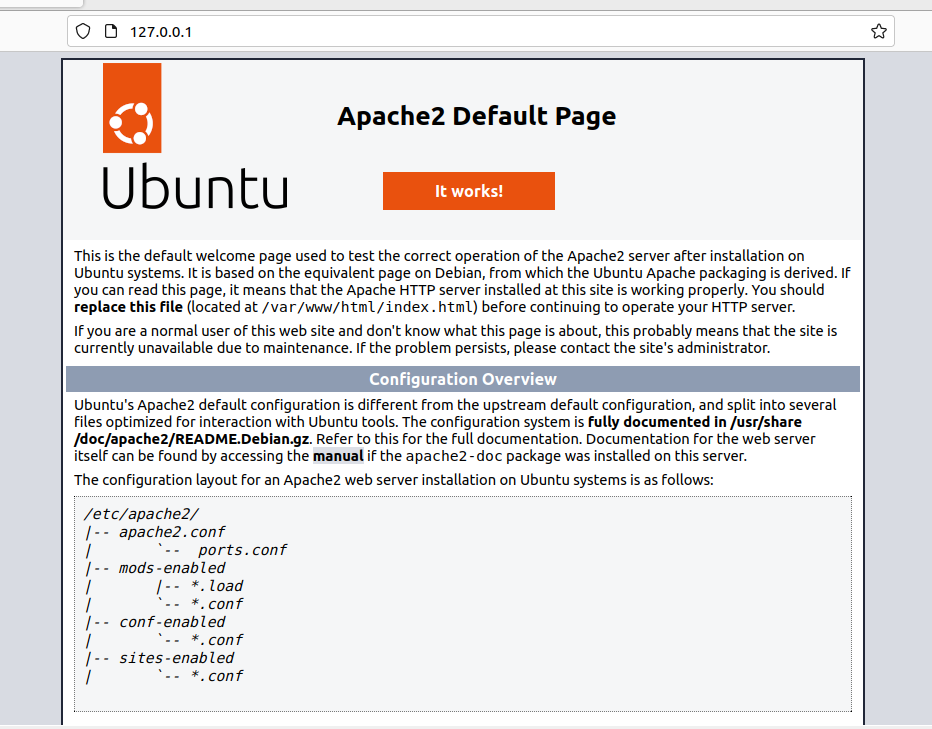 127.0.0.1
Apache2 Default Page
Ubuntu
It works!
This is the default welcome page used to test the correct operation of the Apache2 server after installation on
Ubuntu systems. It is based on the equivalent page on Debian, from which the Ubuntu Apache packaging is derived. If
you can read this page, it means that the Apache HTTP server installed at this site is working properly. You should
replace this file (located at /var/www/html/index.html) before continuing to operate your HTTP server.
If you are a normal user of this web site and don't know what this page is about, this probably means that the site is
currently unavailable due to maintenance. If the problem persists, please contact the site's administrator.
Configuration Overview
Ubuntu's Apache2 default configuration is different from the upstream default configuration, and split into several
files optimized for interaction with Ubuntu tools. The configuration system is fully documented in /usr/share
/doc/apache2/README.Debian.gz. Refer to this for the full documentation. Documentation for the web server
itself can be found by accessing the manual if the apache2-doc package was installed on this server.
The configuration layout for an Apache2 web server installation on Ubuntu systems is as follows:
/etc/apache2/
|-- apache2.conf
|       `--  ports.conf
|-- mods-enabled
|       |-- *.load
|       `-- *.conf
|-- conf-enabled
|       `-- *.conf
|-- sites-enabled
|       `-- *.conf